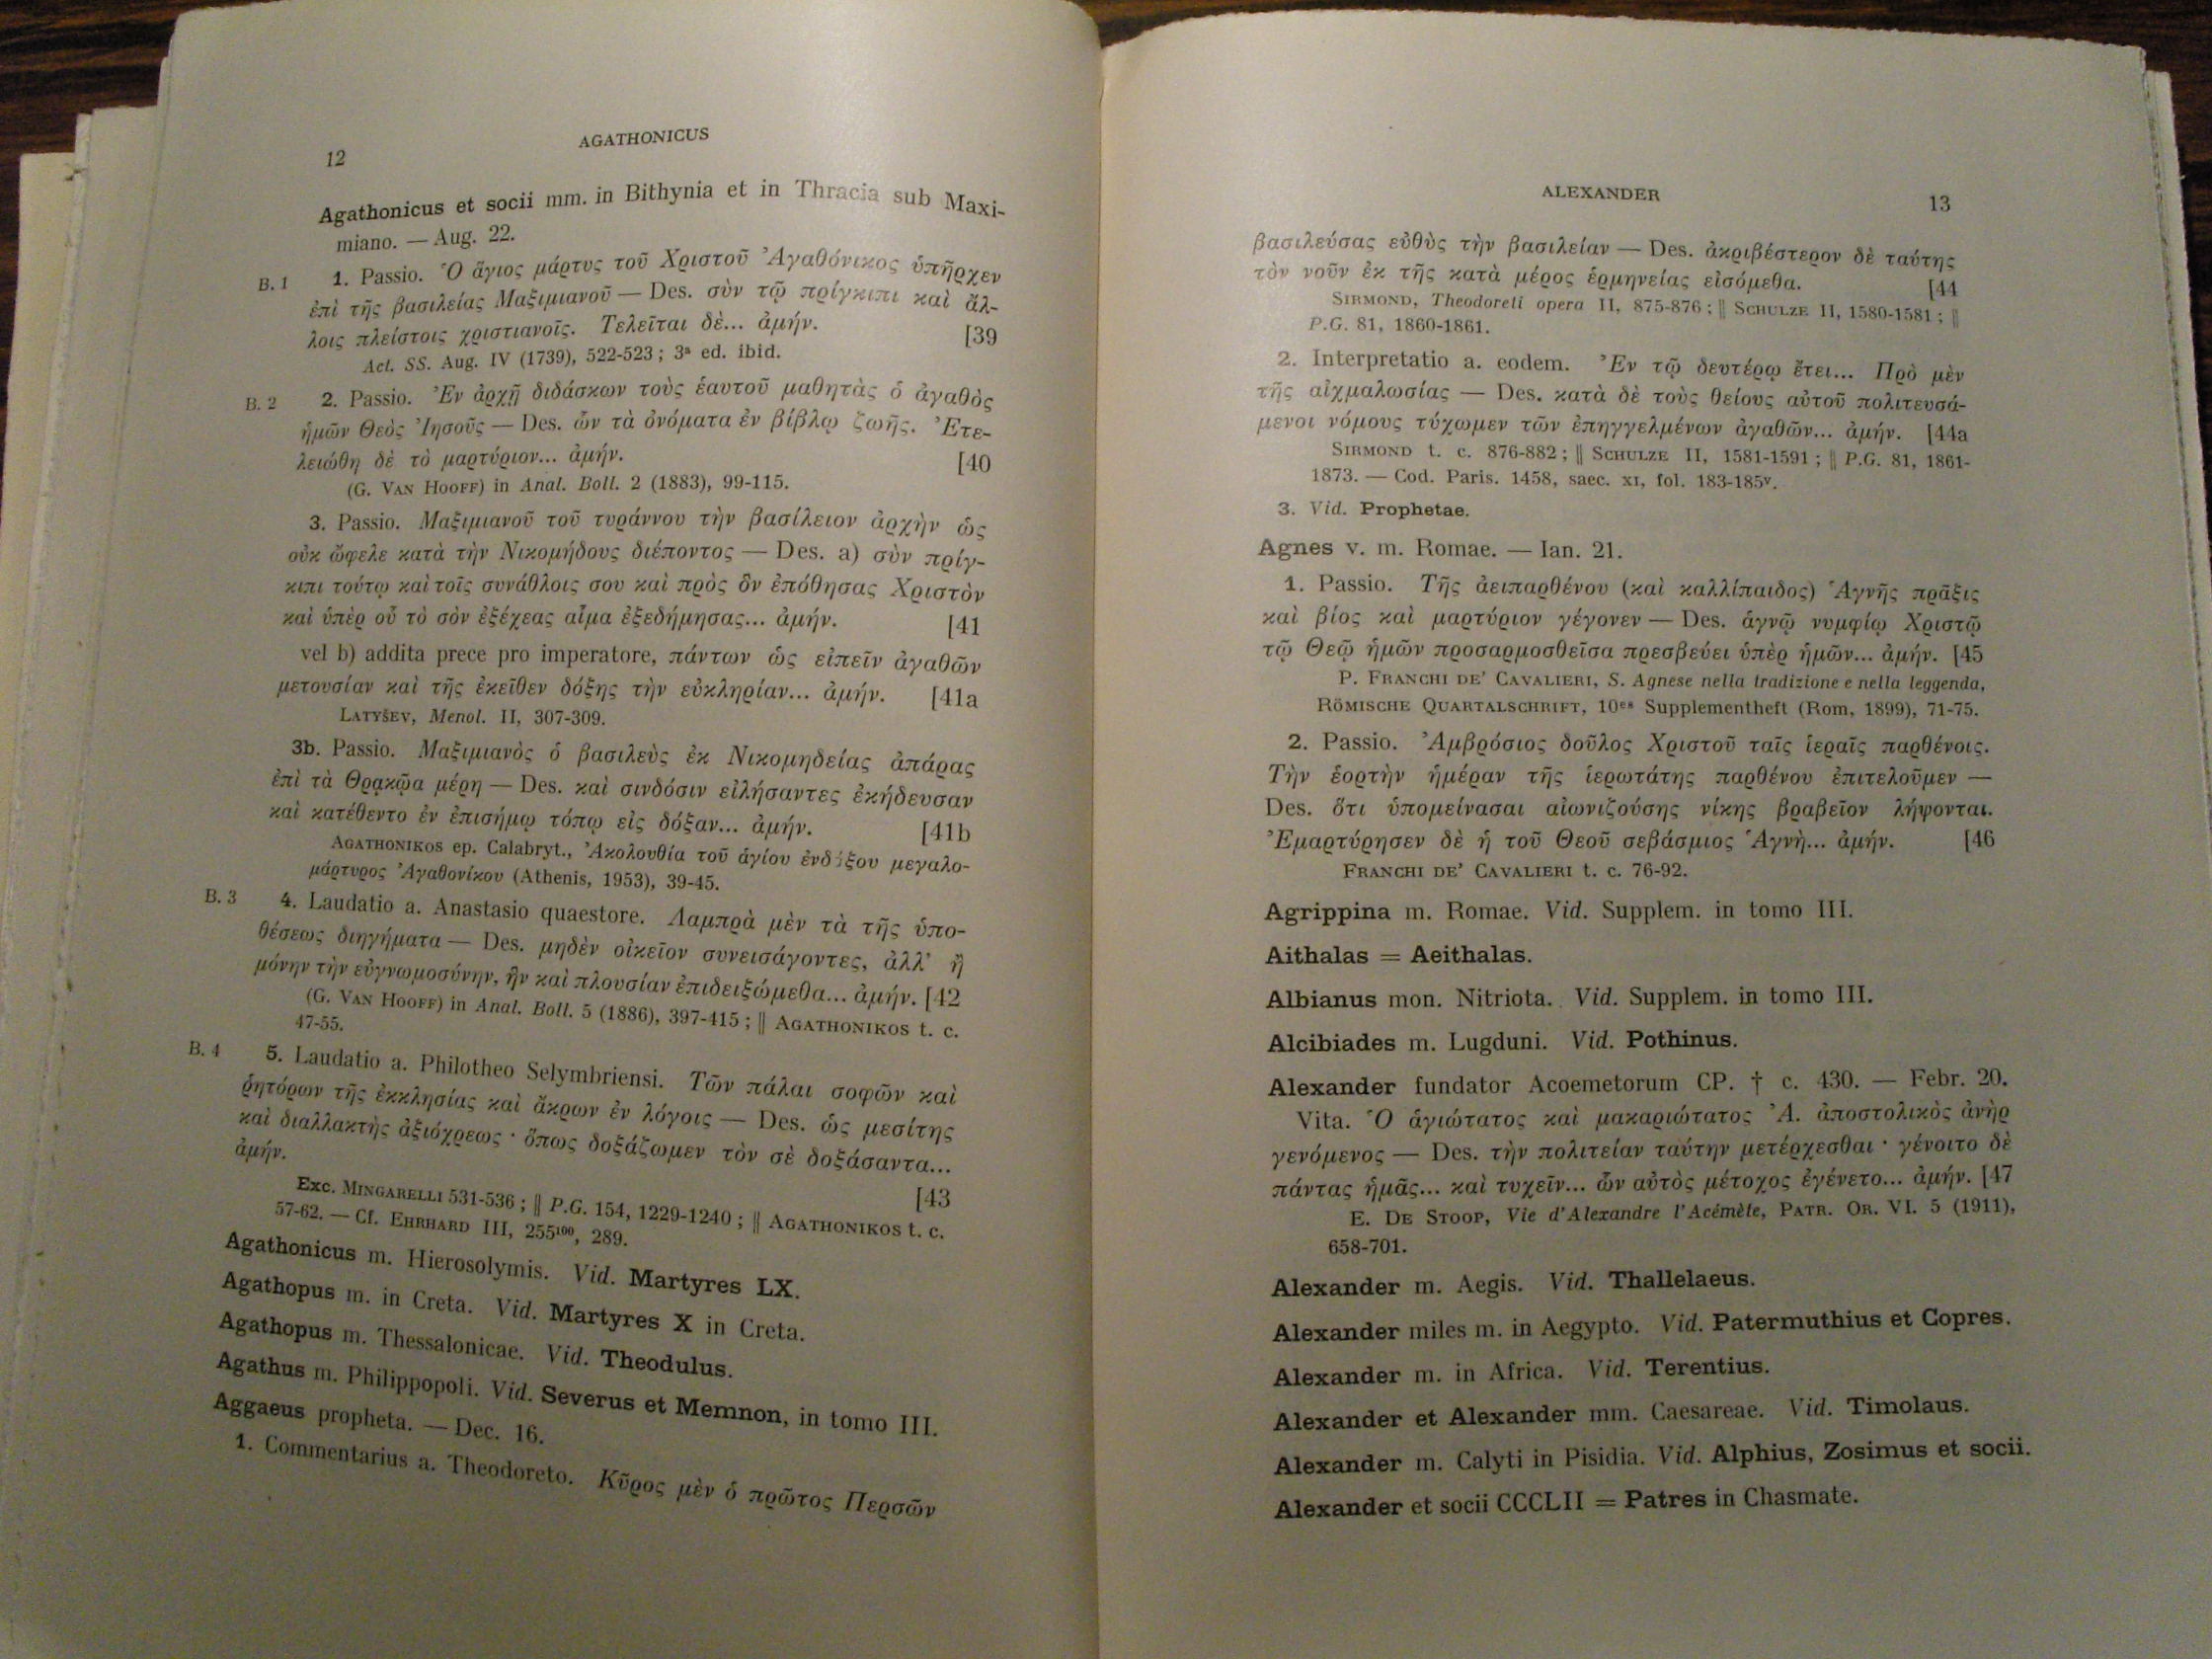 12
AGATHONICUS
Agathonicus et socii mm. in Bithynia et in Thracia sub Maxi-
miano. — Aug. 22.
B. 1 1. Passio. Ὁ ἅγιος μάρτυς τοῦ Χριστοῦ Ἀγαθόνικος ὑπῆρχεν
ἐπὶ τῆς βασιλείας Μαξιμιανοῦ — Des. σὺν τῷ πρίγκιπι καὶ ἄλ-
λοις πλείστοις χριστιανοῖς. Τελεῖται δὲ... ἀμήν. [39
Act. SS. Aug. IV (1739), 522-523 ; 3ª ed. ibid.
B. 2 2. Passio. Ἐν ἀρχῇ διδάσκων τοὺς ἑαυτοῦ μαθητὰς ὁ ἀγαθὸς
ἡμῶν Θεὸς Ἰησοῦς — Des. ὧν τὰ ὀνόματα ἐν βίβλῳ ζωῆς. Ἐτε-
λειώθη δὲ τὸ μαρτύριον... ἀμήν. [40
(G. VAN HOOFF) in Anal. Boll. 2 (1883), 99-115.
3. Passio. Μαξιμιανοῦ τοῦ τυράννου τὴν βασίλειον ἀρχὴν ὡς
οὐκ ὤφελε κατὰ τὴν Νικομήδους διέποντος — Des. a) σὺν πρίγ-
κιπι τούτῳ καὶ τοῖς συνάθλοις σου καὶ πρὸς ὃν ἐπόθησας Χριστὸν
καὶ ὑπὲρ οὗ τὸ σὸν ἐξέχεας αἷμα ἐξεδήμησας... ἀμήν. [41
vel b) addita prece pro imperatore, πάντων ὡς εἰπεῖν ἀγαθῶν
μετουσίαν καὶ τῆς ἐκεῖθεν δόξης τὴν εὐκληρίαν... ἀμήν. [41a
LATYŠEV, Menol. II, 307-309.
3b. Passio. Μαξιμιανὸς ὁ βασιλεὺς ἐκ Νικομηδείας ἀπάρας
ἐπὶ τὰ Θρᾳκῷα μέρη — Des. καὶ σινδόσιν εἰλήσαντες ἐκήδευσαν
καὶ κατέθεντο ἐν ἐπισήμῳ τόπῳ εἰς δόξαν... ἀμήν. [41b
AGATHONIKOS ep. Calabryt., Ἀκολουθία τοῦ ἁγίου ἐνδόξου μεγαλο-
μάρτυρος Ἀγαθονίκου (Athenis, 1953), 39-45.
B. 3 4. Laudatio a. Anastasio quaestore. Λαμπρὰ μὲν τὰ τῆς ὑπο-
θέσεως διηγήματα — Des. μηδὲν οἰκεῖον συνεισάγοντες, ἀλλ' ἢ
μόνην τὴν εὐγνωμοσύνην, ἣν καὶ πλουσίαν ἐπιδειξώμεθα... ἀμήν. [42
(G. VAN HOOFF) in Anal. Boll. 5 (1886), 397-415 ; || AGATHONIKOS t. c.
47-55.
B. 4 5. Laudatio a. Philotheo Selymbriensi. Τῶν πάλαι σοφῶν καὶ
ῥητόρων τῆς ἐκκλησίας καὶ ἄκρων ἐν λόγοις — Des. ὡς μεσίτης
καὶ διαλλακτὴς ἀξιόχρεως · ὅπως δοξάζωμεν τὸν σὲ δοξάσαντα...
ἀμήν. [43
Exc. MINGARELLI 531-536 ; || P.G. 154, 1229-1240 ; || AGATHONIKOS t. c.
57-62. — Cf. EHRHARD III, 255¹⁰⁰, 289.
Agathonicus m. Hierosolymis. Vid. Martyres LX.
Agathopus m. in Creta. Vid. Martyres X in Creta.
Agathopus m. Thessalonicae. Vid. Theodulus.
Agathus m. Philippopoli. Vid. Severus et Memnon, in tomo III.
Aggaeus propheta. — Dec. 16.
1. Commentarius a. Theodoreto. Κῦρος μὲν ὁ πρῶτος Περσῶν
ALEXANDER
13
βασιλεύσας εὐθὺς τὴν βασιλείαν — Des. ἀκριβέστερον δὲ ταύτης
τὸν νοῦν ἐκ τῆς κατὰ μέρος ἑρμηνείας εἰσόμεθα. [44
SIRMOND, Theodoreti opera II, 875-876 ; || SCHULZE II, 1580-1581 ; ||
P.G. 81, 1860-1861.
2. Interpretatio a. eodem. Ἐν τῷ δευτέρῳ ἔτει... Πρὸ μὲν
τῆς αἰχμαλωσίας — Des. κατὰ δὲ τοὺς θείους αὐτοῦ πολιτευσά-
μενοι νόμους τύχωμεν τῶν ἐπηγγελμένων ἀγαθῶν... ἀμήν. [44a
SIRMOND t. c. 876-882 ; || SCHULZE II, 1581-1591 ; || P.G. 81, 1861-
1873. — Cod. Paris. 1458, saec. XI, fol. 183-185ᵛ.
3. Vid. Prophetae.
Agnes v. m. Romae. — Ian. 21.
1. Passio. Τῆς ἀειπαρθένου (καὶ καλλίπαιδος) Ἁγνῆς πρᾶξις
καὶ βίος καὶ μαρτύριον γέγονεν — Des. ἁγνῷ νυμφίῳ Χριστῷ
τῷ Θεῷ ἡμῶν προσαρμοσθεῖσα πρεσβεύει ὑπὲρ ἡμῶν... ἀμήν. [45
P. FRANCHI DE' CAVALIERI, S. Agnese nella tradizione e nella leggenda,
RÖMISCHE QUARTALSCHRIFT, 10ᵉˢ Supplementheft (Rom, 1899), 71-75.
2. Passio. Ἀμβρόσιος δοῦλος Χριστοῦ ταῖς ἱεραῖς παρθένοις.
Τὴν ἑορτὴν ἡμέραν τῆς ἱερωτάτης παρθένου ἐπιτελοῦμεν —
Des. ὅτι ὑπομείνασαι αἰωνιζούσης νίκης βραβεῖον λήψονται.
Ἐμαρτύρησεν δὲ ἡ τοῦ Θεοῦ σεβάσμιος Ἁγνὴ... ἀμήν. [46
FRANCHI DE' CAVALIERI t. c. 76-92.
Agrippina m. Romae. Vid. Supplem. in tomo III.
Aithalas = Aeithalas.
Albianus mon. Nitriota. Vid. Supplem. in tomo III.
Alcibiades m. Lugduni. Vid. Pothinus.
Alexander fundator Acoemetorum CP. † c. 430. — Febr. 20.
Vita. Ὁ ἁγιώτατος καὶ μακαριώτατος Ἀ. ἀποστολικὸς ἀνὴρ
γενόμενος — Des. τὴν πολιτείαν ταύτην μετέρχεσθαι · γένοιτο δὲ
πάντας ἡμᾶς... καὶ τυχεῖν... ὧν αὐτὸς μέτοχος ἐγένετο... ἀμήν. [47
E. DE STOOP, Vie d'Alexandre l'Acémète, PATR. OR. VI. 5 (1911),
658-701.
Alexander m. Aegis. Vid. Thallelaeus.
Alexander miles m. in Aegypto. Vid. Patermuthius et Copres.
Alexander m. in Africa. Vid. Terentius.
Alexander et Alexander mm. Caesareae. Vid. Timolaus.
Alexander m. Calyti in Pisidia. Vid. Alphius, Zosimus et socii.
Alexander et socii CCCLII = Patres in Chasmate.